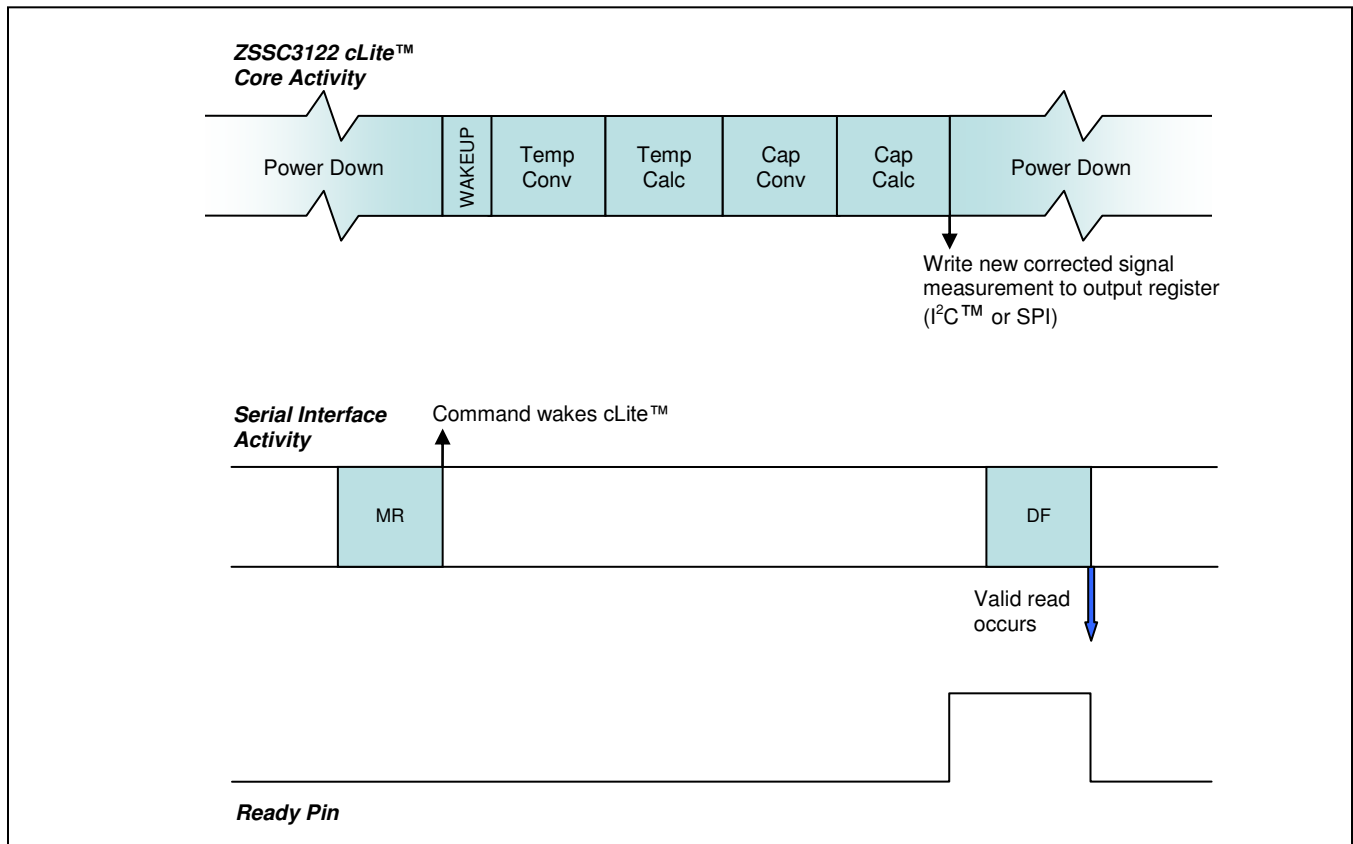 ZSSC3122 cLite™
Core Activity
Power Down
WAKEUP
Temp
Conv
Temp
Calc
Cap
Conv
Cap
Calc
Power Down
Write new corrected signal
measurement to output register
(I²C™ or SPI)
Serial Interface
Activity
Command wakes cLite™
MR
DF
Valid read
occurs
Ready Pin